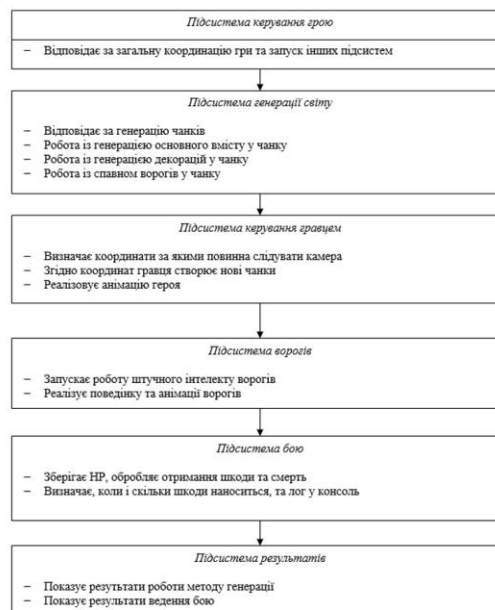 Підсистема керування грою
– Відповідає за загальну координацію гри та запуск інших підсистем
Підсистема генерації світу
– Відповідає за генерацію чанків
– Робота із генерацією основного вмісту у чанку
– Робота із генерацією декорацій у чанку
– Робота із спавном ворогів у чанку
Підсистема керування гравцем
– Визначає координати за якими повинна слідувати камера
– Згідно координат гравця створює нові чанки
– Реалізовує анімацію героя
Підсистема ворогів
– Запускає роботу штучного інтелекту ворогів
– Реалізує поведінку та анімації ворогів
Підсистема бою
– Зберігає HP, обробляє отримання шкоди та смерть
– Визначає, коли і скільки шкоди наноситься, та лог у консоль
Підсистема результатів
– Показує результати роботи методу генерації
– Показує результати ведення бою